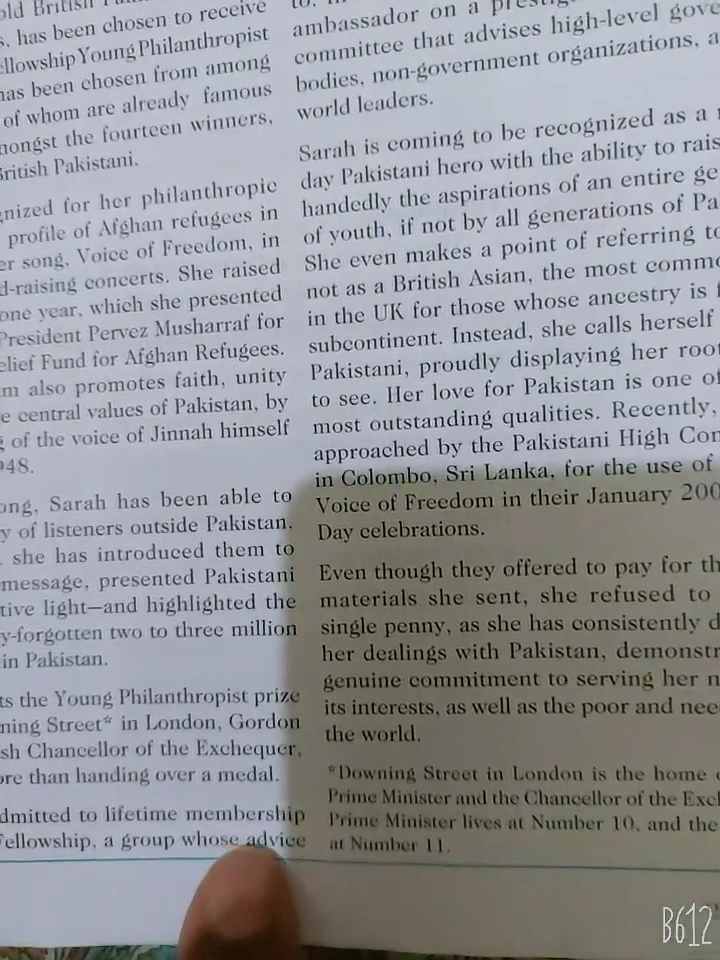 old British
s, has been chosen to receive
ellowship Young Philanthropist
has been chosen from among
of whom are already famous
mongst the fourteen winners,
British Pakistani.
gnized for her philanthropic
profile of Afghan refugees in
er song, Voice of Freedom, in
d-raising concerts. She raised
one year, which she presented
President Pervez Musharraf for
elief Fund for Afghan Refugees.
m also promotes faith, unity
e central values of Pakistan, by
g of the voice of Jinnah himself
948.
ong, Sarah has been able to
y of listeners outside Pakistan.
she has introduced them to
message, presented Pakistani
tive light—and highlighted the
y-forgotten two to three million
in Pakistan.
ts the Young Philanthropist prize
ning Street* in London, Gordon
sh Chancellor of the Exchequer,
ore than handing over a medal.
dmitted to lifetime membership
Fellowship, a group whose advice
ambassador on a
committee that advises high-level gove
bodies, non-government organizations, a
world leaders.
Sarah is coming to be recognized as a
day Pakistani hero with the ability to rais
handedly the aspirations of an entire ge
of youth, if not by all generations of Pa
She even makes a point of referring to
not as a British Asian, the most commo
in the UK for those whose ancestry is f
subcontinent. Instead, she calls herself
Pakistani, proudly displaying her root
to see. Her love for Pakistan is one of
most outstanding qualities. Recently,
approached by the Pakistani High Com
in Colombo, Sri Lanka, for the use of
Voice of Freedom in their January 200
Day celebrations.
Even though they offered to pay for th
materials she sent, she refused to
single penny, as she has consistently d
her dealings with Pakistan, demonstr
genuine commitment to serving her n
its interests, as well as the poor and nee
the world.
*Downing Street in London is the home
Prime Minister and the Chancellor of the Excl
Prime Minister lives at Number 10, and the
at Number 11.
B612